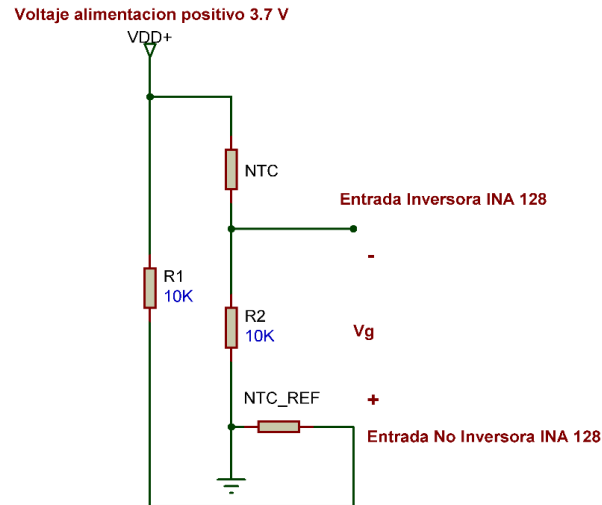 Voltaje alimentacion positivo 3.7 V
VDD+
NTC
Entrada Inversora INA 128
-
R1
10K
R2
10K
Vg
NTC_REF
+
Entrada No Inversora INA 128